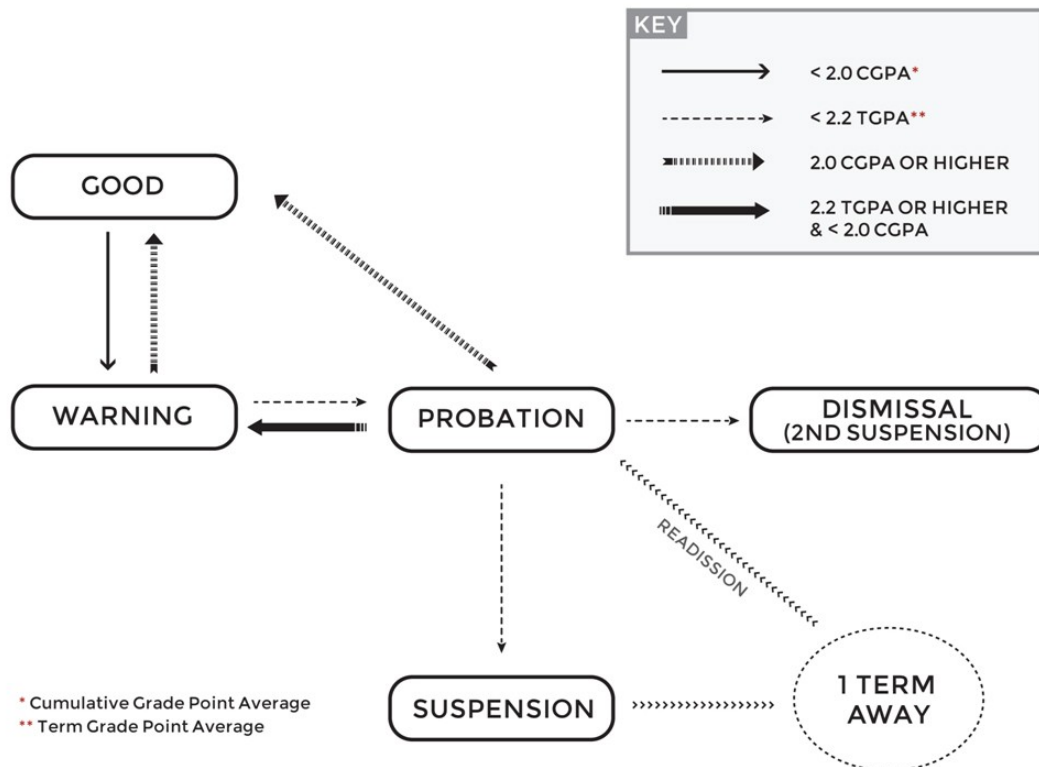 KEY
< 2.0 CGPA*
< 2.2 TGPA**
2.0 CGPA OR HIGHER
2.2 TGPA OR HIGHER
& < 2.0 CGPA
GOOD
WARNING
PROBATION
DISMISSAL
(2ND SUSPENSION)
READISSION
SUSPENSION
1 TERM
AWAY
* Cumulative Grade Point Average
** Term Grade Point Average